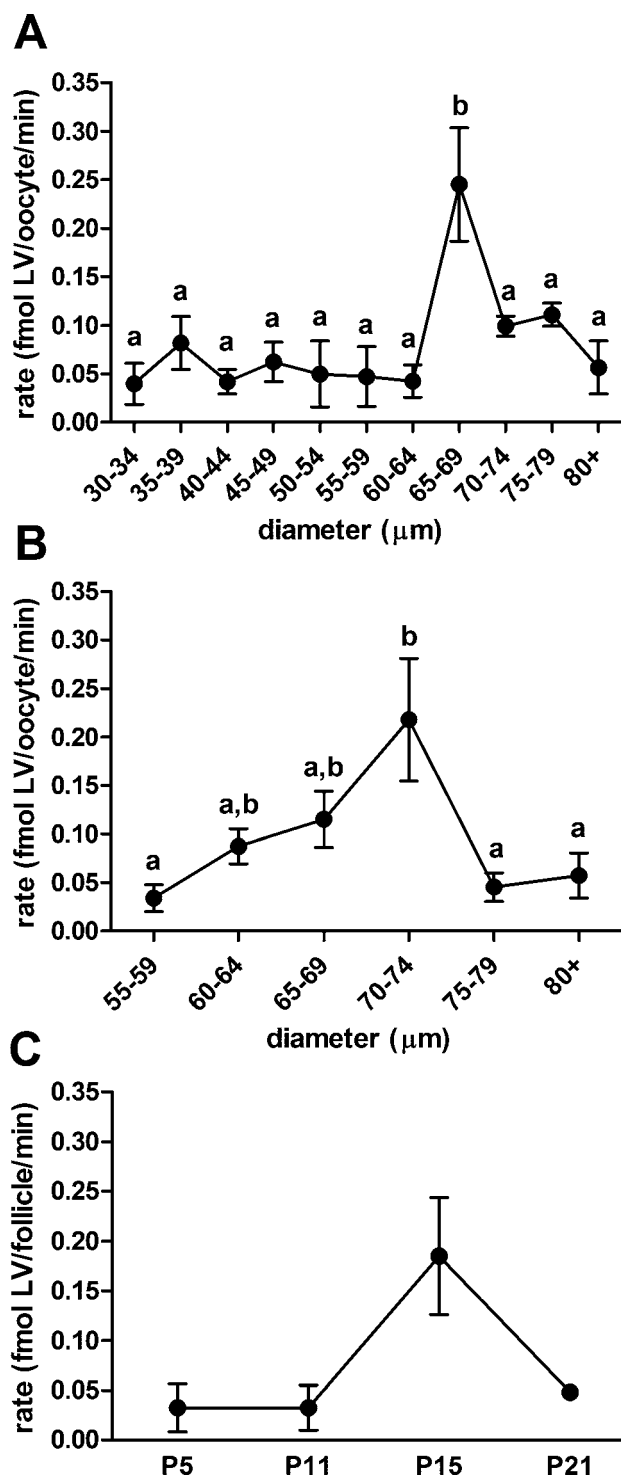 A
rate (fmol LV/oocyte/min)
0.35
0.30
0.25
0.20
0.15
0.10
0.05
0.00
a
a
a
a
a
a
a
b
a
a
a
30-34
35-39
40-44
45-49
50-54
55-59
60-64
65-69
70-74
75-79
80+
diameter (μm)
B
rate (fmol LV/oocyte/min)
0.35
0.30
0.25
0.20
0.15
0.10
0.05
0.00
a
a,b
a,b
b
a
a
55-59
60-64
65-69
70-74
75-79
80+
diameter (μm)
C
rate (fmol LV/follicle/min)
0.35
0.30
0.25
0.20
0.15
0.10
0.05
0.00
P5
P11
P15
P21